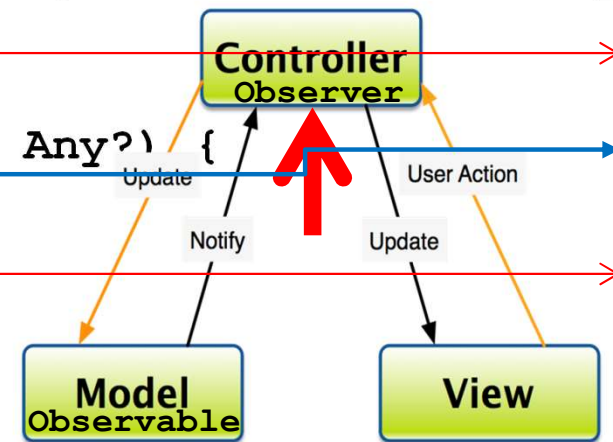 Controller
Observer
Any?) {
Update
User Action
Notify
Update
Model
Observable
View